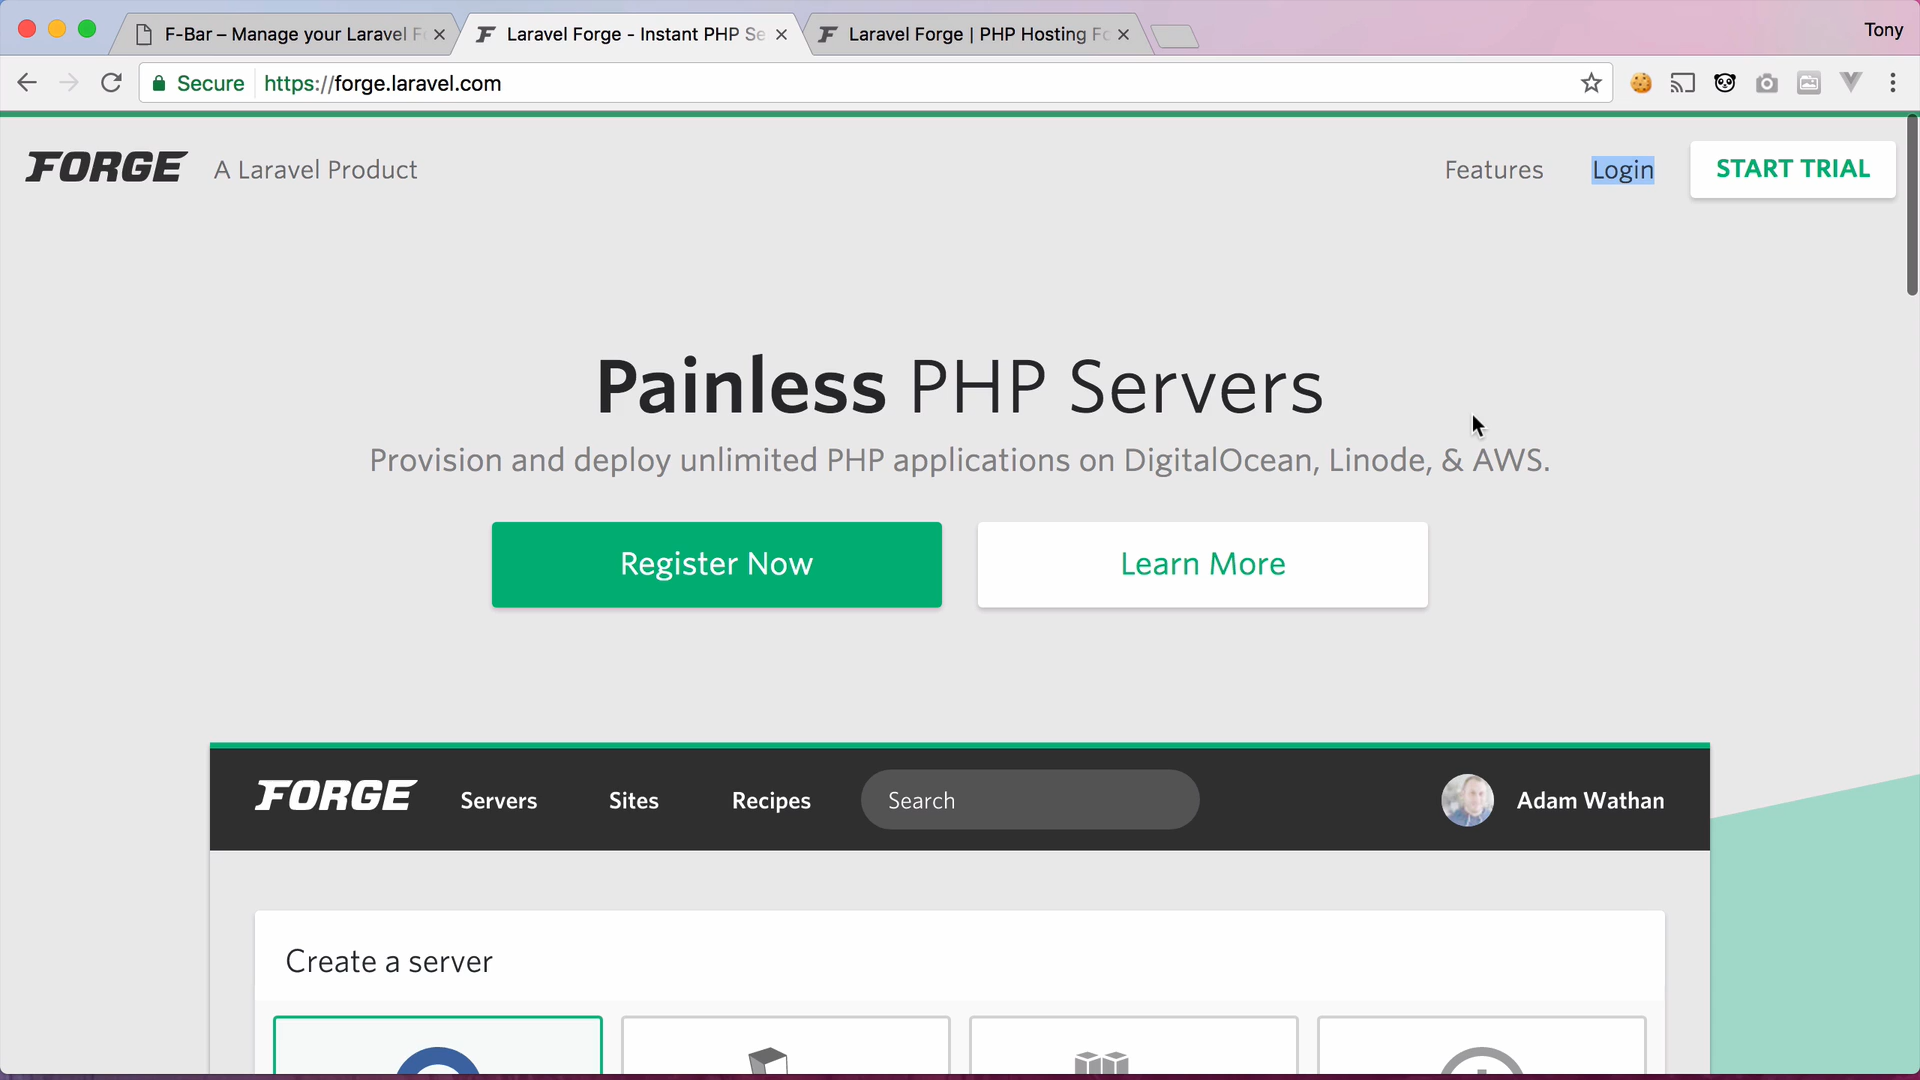 F-Bar – Manage your Laravel F
Laravel Forge - Instant PHP Se
Laravel Forge | PHP Hosting Fo
Tony
Secure
https://forge.laravel.com
FORGE
A Laravel Product
Features
Login
START TRIAL
Painless PHP Servers
Provision and deploy unlimited PHP applications on DigitalOcean, Linode, & AWS.
Register Now
Learn More
FORGE
Servers
Sites
Recipes
Search
Adam Wathan
Create a server